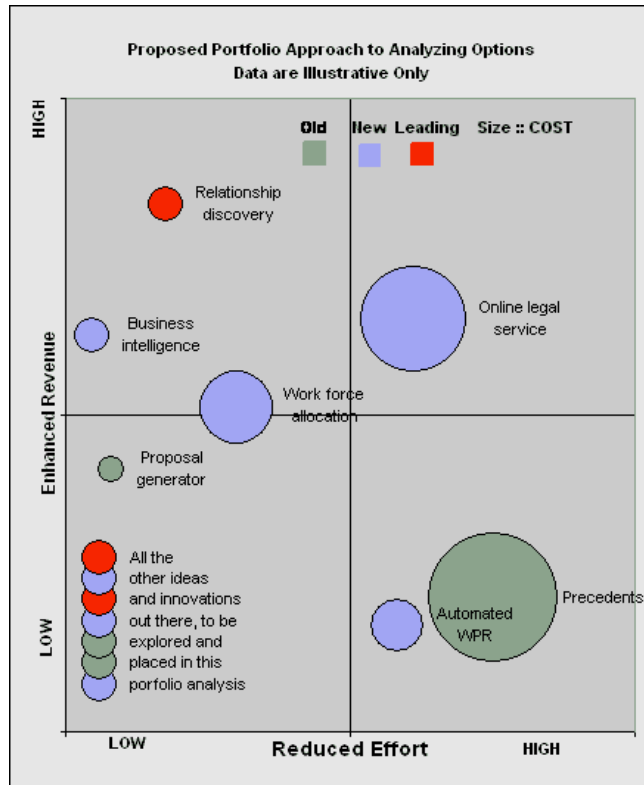 Proposed Portfolio Approach to Analyzing Options
Data are Illustrative Only
HIGH
Old New Leading Size :: COST
Relationship
discovery
Online legal
service
Business
intelligence
Work force
allocation
Enhanced Revenue
Proposal
generator
All the
other ideas
and innovations
out there, to be
explored and
placed in this
porfolio analysis
Automated
WPR
Precedents
LOW
LOW
Reduced Effort
HIGH